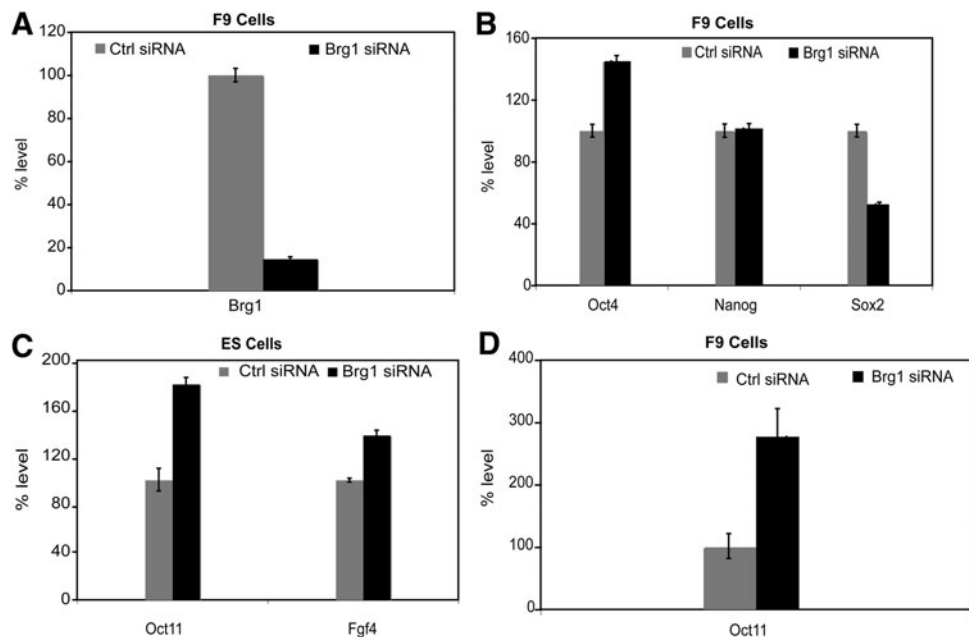 A
F9 Cells
Ctrl siRNA
Brg1 siRNA
% level
120
100
80
60
40
20
0
Brg1
B
F9 Cells
Ctrl siRNA
Brg1 siRNA
% level
160
120
80
40
0
Oct4
Nanog
Sox2
C
ES Cells
Ctrl siRNA
Brg1 siRNA
% level
200
160
120
80
40
0
Oct11
Fgf4
D
F9 Cells
Ctrl siRNA
Brg1 siRNA
% level
400
300
200
100
0
Oct11